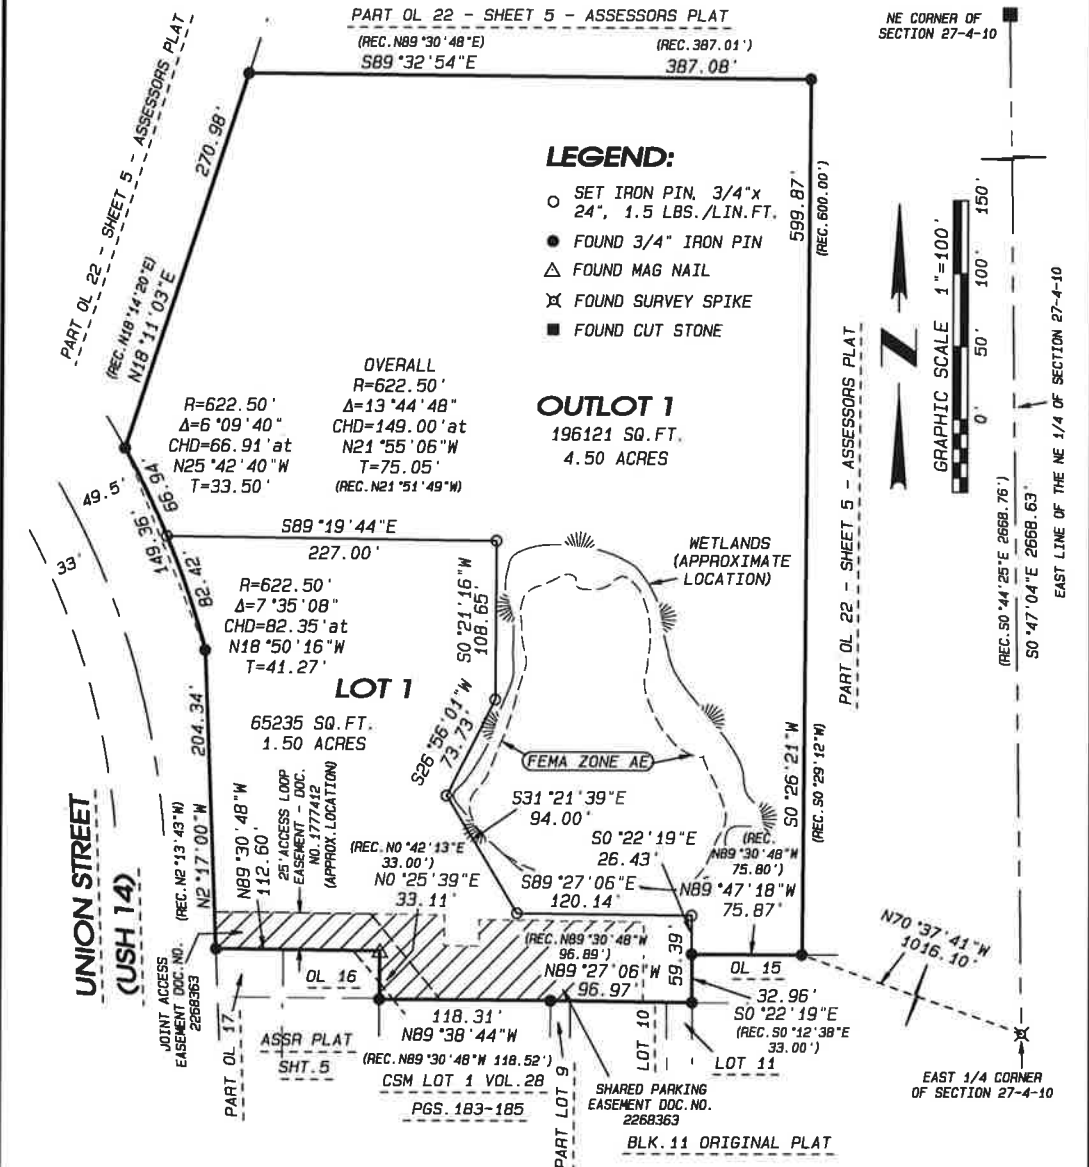 PART OL 22 - SHEET 5 - ASSESSORS PLAT
(REC.N89°30'48"E)
S89°32'54"E
(REC.387.01')
387.08'
NE CORNER OF
SECTION 27-4-10
PART OL 22 - SHEET 5 - ASSESSORS PLAT
270.98'
(REC.N18°14'20"E)
N18°11'03"E
LEGEND:
SET IRON PIN, 3/4"x
24", 1.5 LBS./LIN.FT.
FOUND 3/4" IRON PIN
FOUND MAG NAIL
FOUND SURVEY SPIKE
FOUND CUT STONE
599.87'
(REC.600.00')
N
GRAPHIC SCALE 1"=100'
0'
50'
100'
150'
OVERALL
R=622.50'
Δ=13°44'48"
CHD=149.00'at
N21°55'06"W
T=75.05'
(REC.N21°51'49"W)
R=622.50'
Δ=6°09'40"
CHD=66.91'at
N25°42'40"W
T=33.50'
OUTLOT 1
196121 SQ.FT.
4.50 ACRES
PART OL 22 - SHEET 5 - ASSESSORS PLAT
(REC.S0°44'25"E 2668.76')
S0°47'04"E 2668.63'
EAST LINE OF THE NE 1/4 OF SECTION 27-4-10
49.5'
33'
66.94'
149.36'
82.42'
S89°19'44"E
227.00'
R=622.50'
Δ=7°35'08"
CHD=82.35'at
N18°50'16"W
T=41.27'
S0°21'16"W
108.65'
WETLANDS
(APPROXIMATE
LOCATION)
LOT 1
65235 SQ.FT.
1.50 ACRES
S26°56'01"W
73.73'
FEMA ZONE AE
S31°21'39"E
94.00'
S0°26'21"W
(REC.S0°29'12"W)
204.34'
N2°17'00"W
(REC.N2°13'43"W)
UNION STREET
(USH 14)
N89°30'48"W
112.60'
25'ACCESS LOOP
EASEMENT - DOC.
NO.1777412
(APPROX.LOCATION)
(REC.N0°42'13"E
33.00')
N0°25'39"E
33.11'
S0°22'19"E
26.43'
(REC.
N89°30'48"W
75.80')
S89°27'06"E
120.14'
N89°47'18"W
75.87'
N70°37'41"W
1016.10'
JOINT ACCESS
EASEMENT DOC.NO.
2268363
OL 16
(REC.N89°30'48"W
96.89')
N89°27'06"W
96.97
59.39
OL 15
32.96'
S0°22'19"E
(REC.S0°12'38"E
33.00')
118.31'
N89°38'44"W
(REC.N89°30'48"W 118.52')
PART OL 17
ASSR PLAT
SHT.5
CSM LOT 1 VOL.28
PGS.183-185
PART LOT 9
LOT 10
LOT 11
SHARED PARKING
EASEMENT DOC.NO.
2268363
BLK.11 ORIGINAL PLAT
EAST 1/4 CORNER
OF SECTION 27-4-10